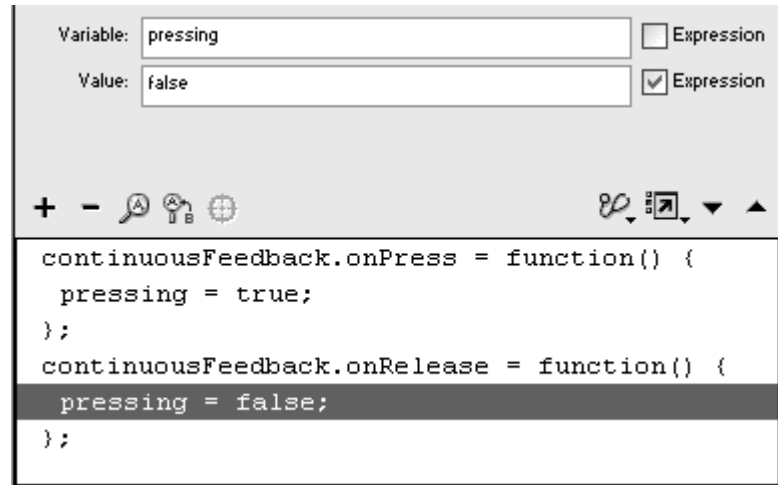 Variable: pressing Expression
Value: false Expression
continuousFeedback.onPress = function() {
pressing = true;
};
continuousFeedback.onRelease = function() {
pressing = false;
};